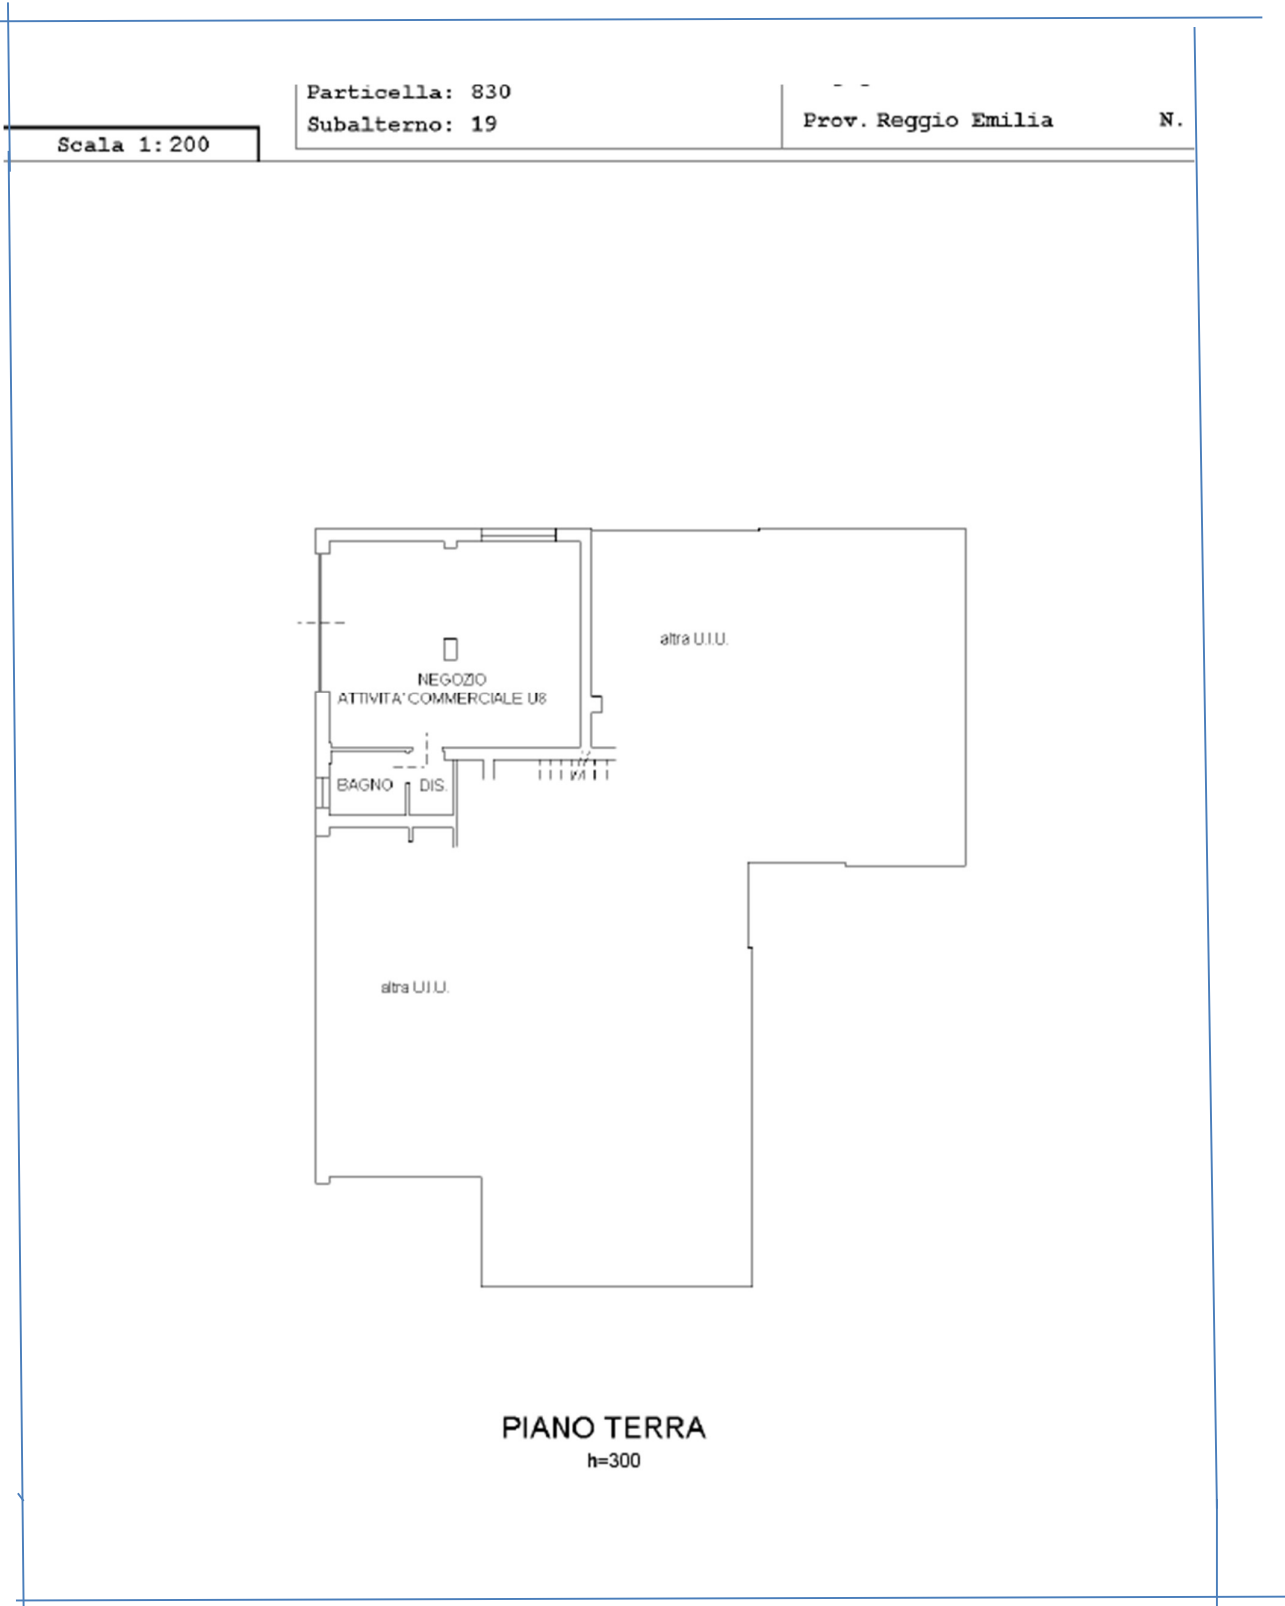 Particella: 830
Subalterno: 19
Prov. Reggio Emilia N.
Scala 1:200
altra U.I.U.
NEGOZIO
ATTIVITA' COMMERCIALE U8
BAGNO DIS.
altra U.I.U.
PIANO TERRA
h=300